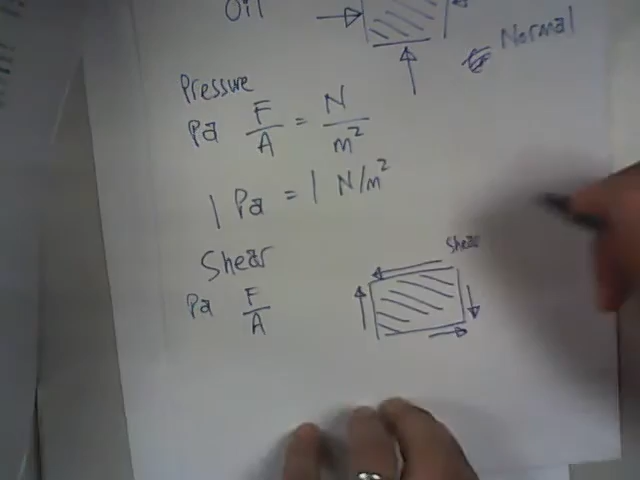 Oil
Normal
Pressure
Pa F/A = N/m²
1 Pa = 1 N/m²
Shear
Shear
Pa F/A